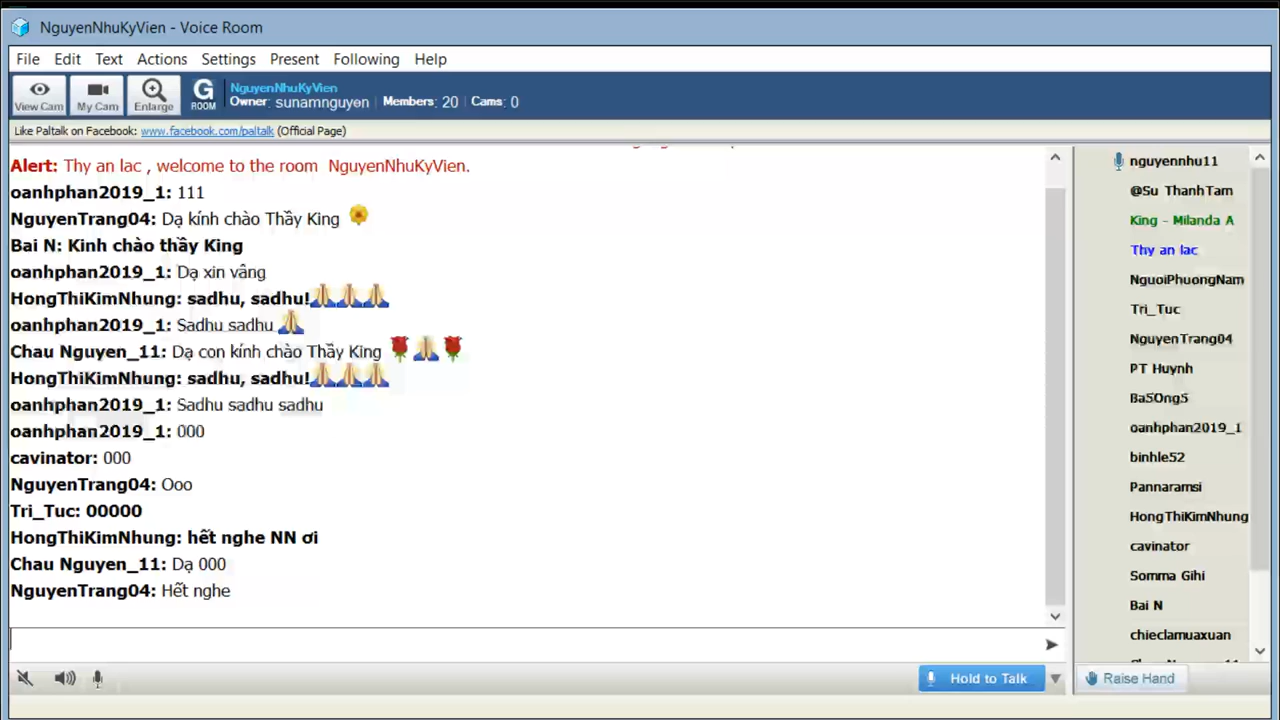 NguyenNhuKyVien - Voice Room
File Edit Text Actions Settings Present Following Help
View Cam My Cam Enlarge G ROOM
NguyenNhuKyVien
Owner: sunamnguyen Members: 20 Cams: 0
Like Paltalk on Facebook: www.facebook.com/paltalk (Official Page)
Alert: Thy an lac , welcome to the room NguyenNhuKyVien.
oanhphan2019_1: 111
NguyenTrang04: Dạ kính chào Thầy King
Bai N: Kinh chào thầy King
oanhphan2019_1: Dạ xin vâng
HongThiKimNhung: sadhu, sadhu!
oanhphan2019_1: Sadhu sadhu
Chau Nguyen_11: Dạ con kính chào Thầy King
HongThiKimNhung: sadhu, sadhu!
oanhphan2019_1: Sadhu sadhu sadhu
oanhphan2019_1: 000
cavinator: 000
NguyenTrang04: Ooo
Tri_Tuc: 00000
HongThiKimNhung: hết nghe NN ơi
Chau Nguyen_11: Dạ 000
NguyenTrang04: Hết nghe
Hold to Talk
nguyennhu11
@Su ThanhTam
King - Milanda A
Thy an lac
NguoiPhuongNam
Tri_Tuc
NguyenTrang04
PT Huynh
Ba5Ong5
oanhphan2019_1
binhle52
Pannaramsi
HongThiKimNhung
cavinator
Somma Gihi
Bai N
chieclamuaxuan
Raise Hand